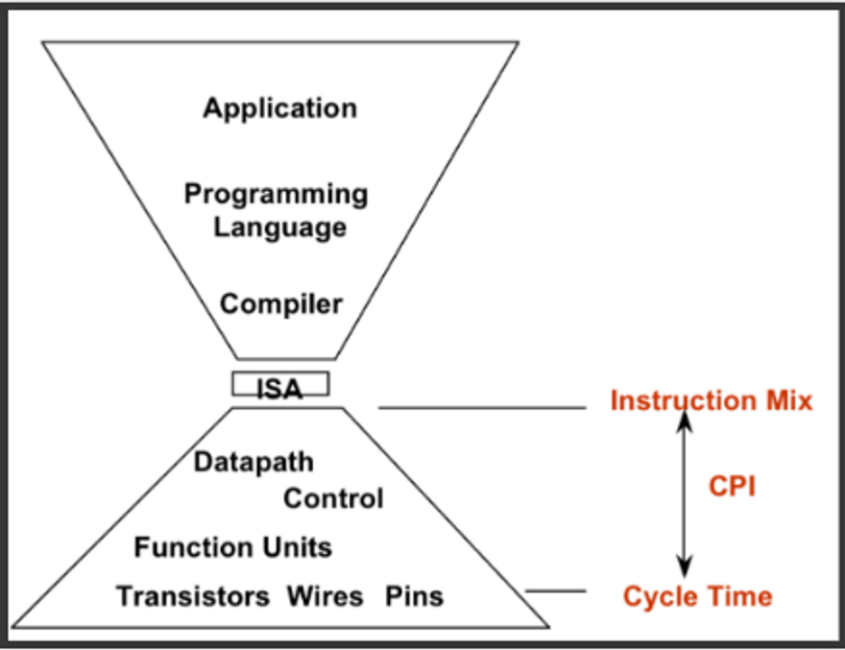 Application
Programming
Language
Compiler
ISA
Instruction Mix
Datapath
Control
CPI
Function Units
Transistors Wires Pins
Cycle Time